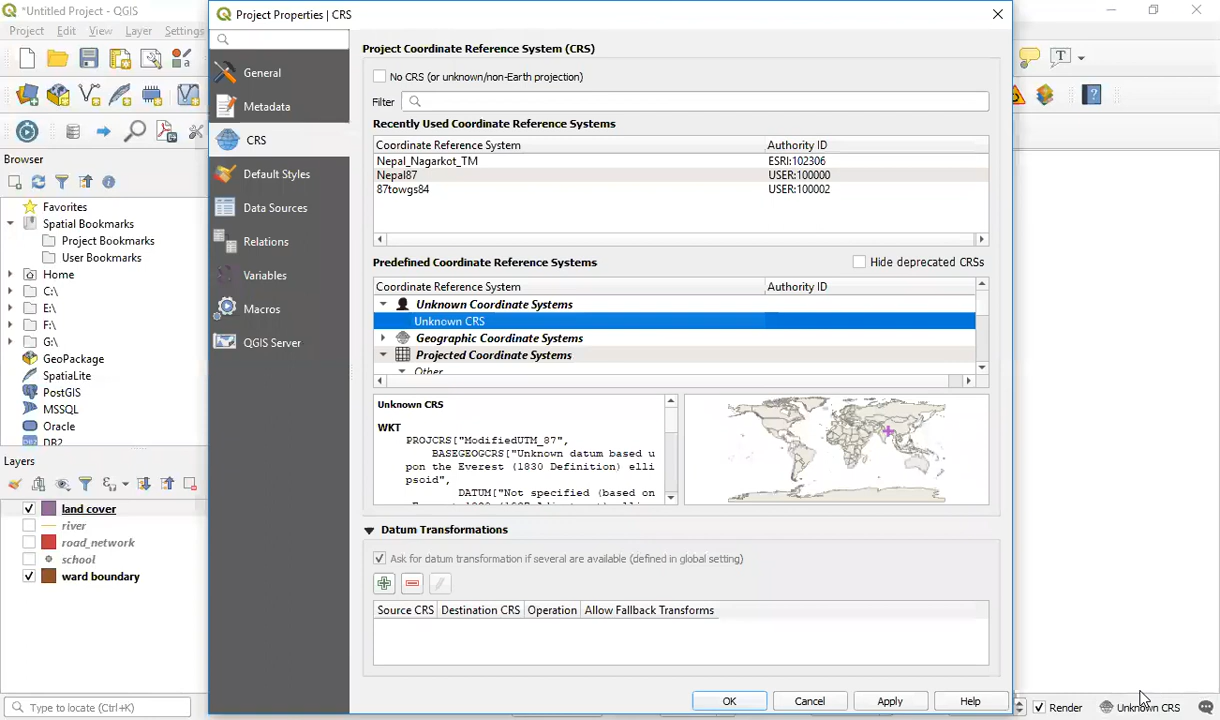 *Untitled Project - QGIS
Project Edit View Layer Settings
Project Properties | CRS
General
Metadata
CRS
Default Styles
Data Sources
Relations
Variables
Macros
QGIS Server
Project Coordinate Reference System (CRS)
No CRS (or unknown/non-Earth projection)
Filter
Recently Used Coordinate Reference Systems
Coordinate Reference System Authority ID
Nepal_Nagarkot_TM ESRI:102306
Nepal87 USER:100000
87towgs84 USER:100002
Predefined Coordinate Reference Systems Hide deprecated CRSs
Coordinate Reference System Authority ID
Unknown Coordinate Systems
Unknown CRS
Geographic Coordinate Systems
Projected Coordinate Systems
Other
Unknown CRS
WKT
PROJCRS["ModifiedUTM_87",
BASEGEOGCRS["Unknown datum based u
pon the Everest (1830 Definition) elli
psoid",
DATUM["Not specified (based on
Datum Transformations
Ask for datum transformation if several are available (defined in global setting)
Source CRS Destination CRS Operation Allow Fallback Transforms
OK Cancel Apply Help
Browser
Favorites
Spatial Bookmarks
Project Bookmarks
User Bookmarks
Home
C:\
E:\
F:\
G:\
GeoPackage
SpatiaLite
PostGIS
MSSQL
Oracle
DB2
Layers
land cover
river
road_network
school
ward boundary
Type to locate (Ctrl+K)
Render Unknown CRS